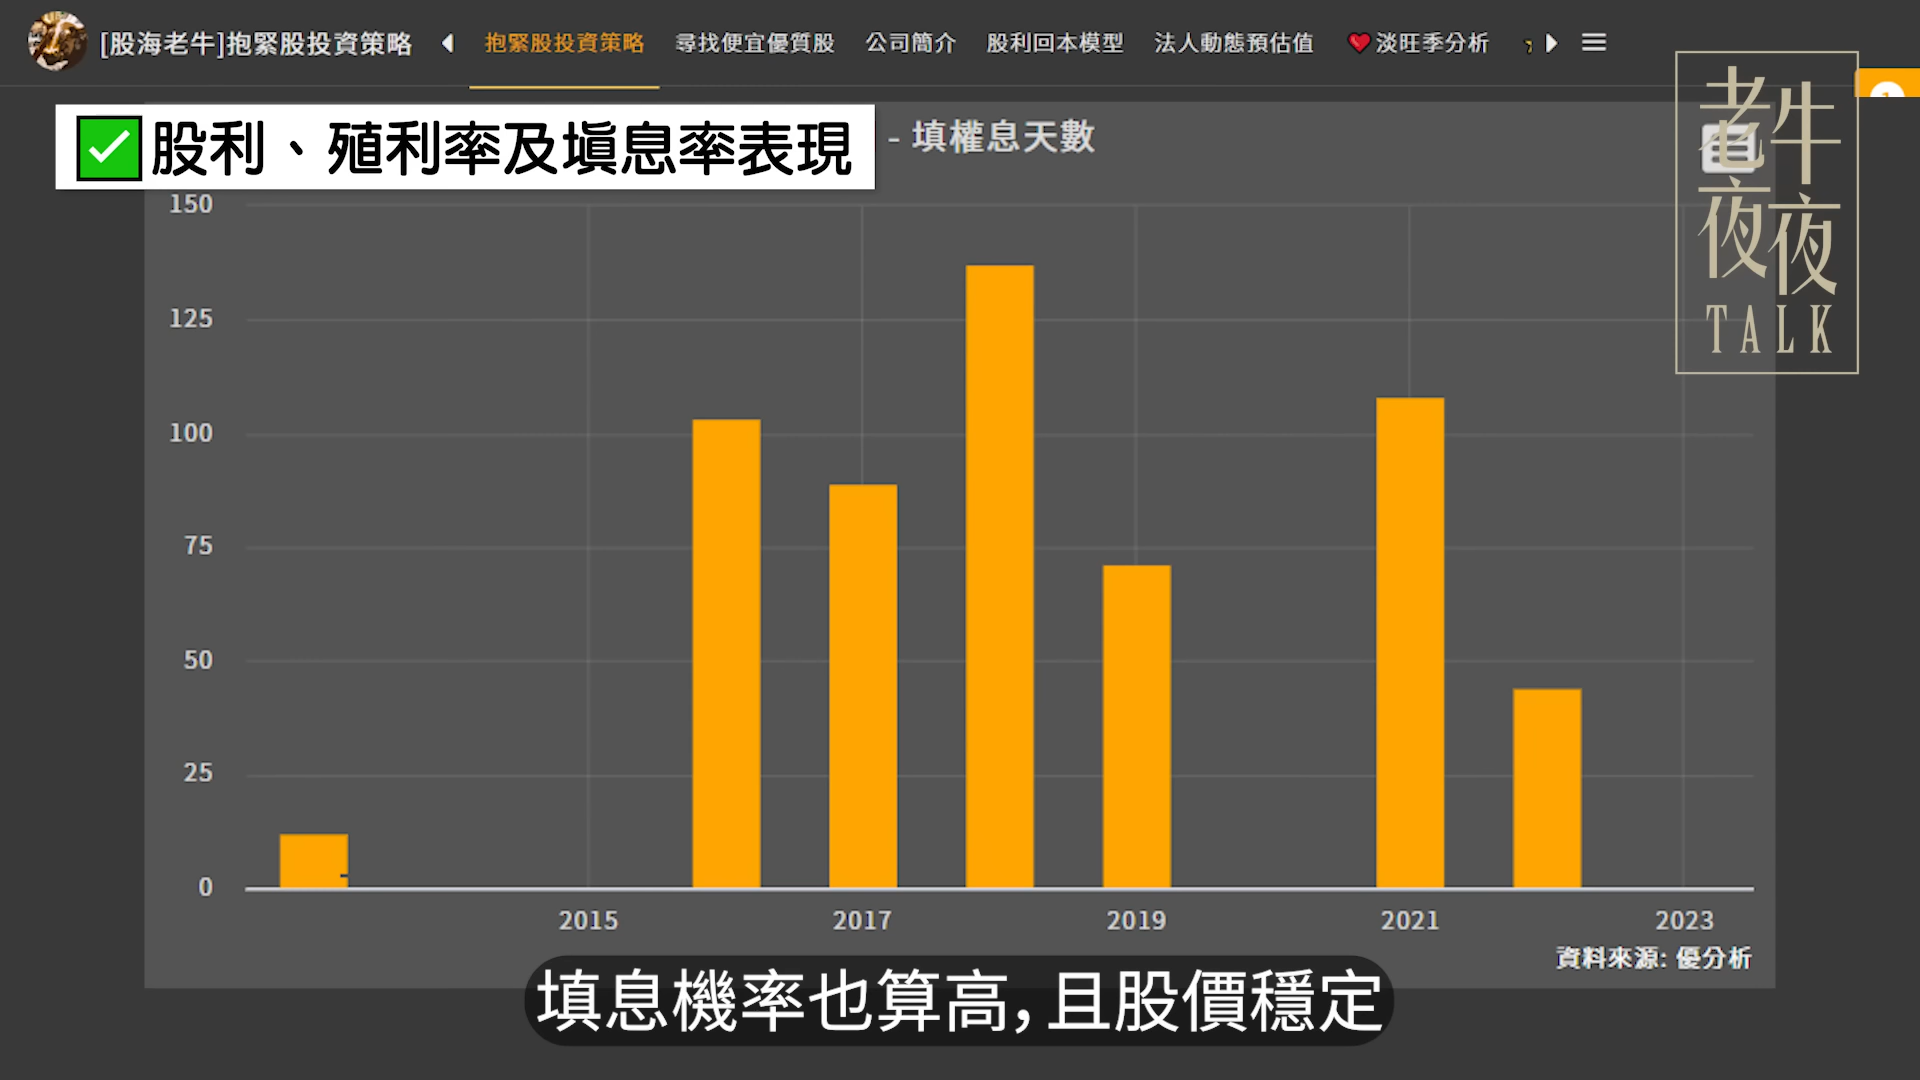 [股海老牛]抱緊股投資策略
抱緊股投資策略
尋找便宜優質股
公司簡介
股利回本模型
法人動態預估值
淡旺季分析
股利、殖利率及填息率表現
- 填權息天數
老牛
夜夜
TALK
150
125
100
75
50
25
0
2015
2017
2019
2021
2023
資料來源: 優分析
填息機率也算高, 且股價穩定